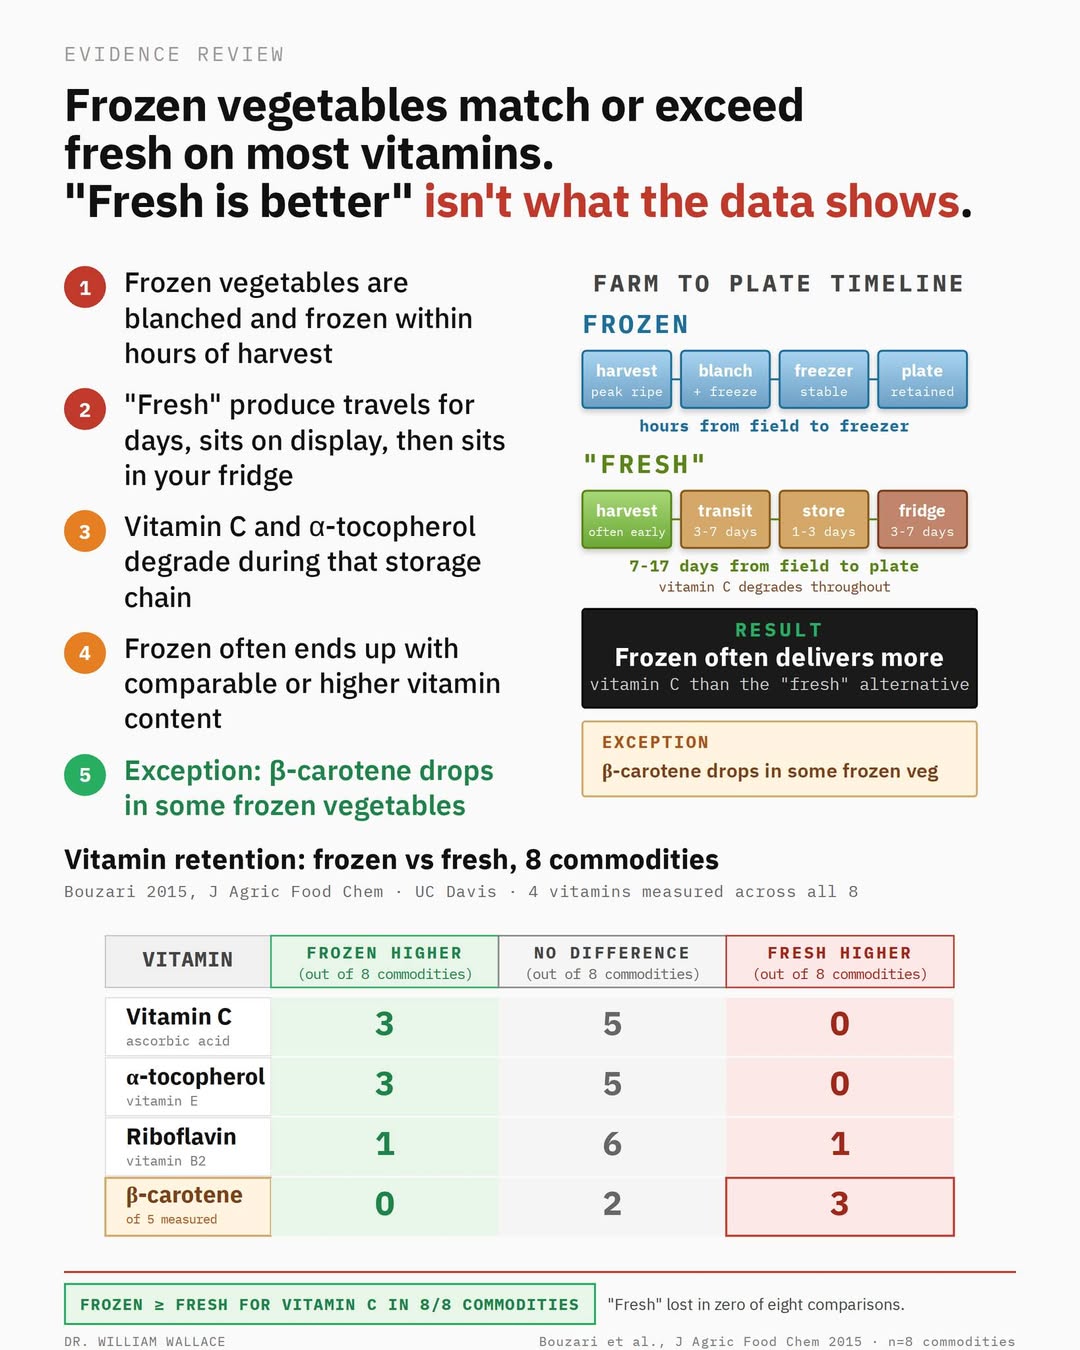 EVIDENCE REVIEW
Frozen vegetables match or exceed
fresh on most vitamins.
"Fresh is better" isn't what the data shows.
1
Frozen vegetables are
blanched and frozen within
hours of harvest
2
"Fresh" produce travels for
days, sits on display, then sits
in your fridge
3
Vitamin C and α-tocopherol
degrade during that storage
chain
4
Frozen often ends up with
comparable or higher vitamin
content
5
Exception: β-carotene drops
in some frozen vegetables
FARM TO PLATE TIMELINE
FROZEN
harvest blanch freezer plate
peak ripe + freeze stable retained
hours from field to freezer
"FRESH"
harvest transit store fridge
often early 3-7 days 1-3 days 3-7 days
7-17 days from field to plate
vitamin C degrades throughout
RESULT
Frozen often delivers more
vitamin C than the "fresh" alternative
EXCEPTION
β-carotene drops in some frozen veg
Vitamin retention: frozen vs fresh, 8 commodities
Bouzari 2015, J Agric Food Chem · UC Davis · 4 vitamins measured across all 8
VITAMIN FROZEN HIGHER NO DIFFERENCE FRESH HIGHER
(out of 8 commodities) (out of 8 commodities) (out of 8 commodities)
Vitamin C 3 5 0
ascorbic acid
α-tocopherol 3 5 0
vitamin E
Riboflavin 1 6 1
vitamin B2
β-carotene 0 2 3
of 5 measured
FROZEN ≥ FRESH FOR VITAMIN C IN 8/8 COMMODITIES "Fresh" lost in zero of eight comparisons.
DR. WILLIAM WALLACE Bouzari et al., J Agric Food Chem 2015 · n=8 commodities